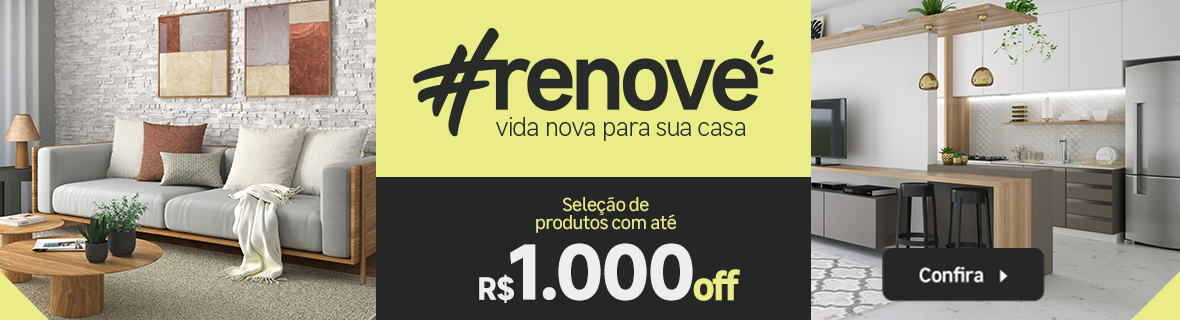 #renove
vida nova para sua casa
Seleção de
produtos com até
R$1.000off
Confira